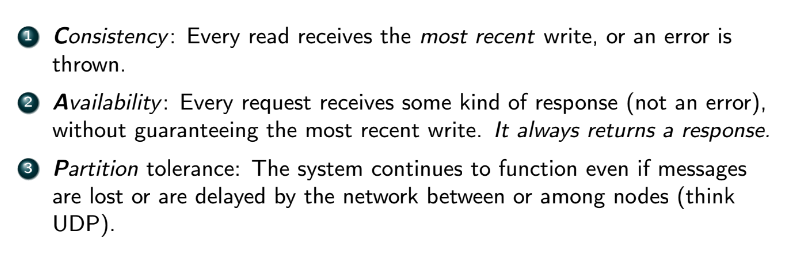 1 Consistency: Every read receives the most recent write, or an error is
thrown.
2 Availability: Every request receives some kind of response (not an error),
without guaranteeing the most recent write. It always returns a response.
3 Partition tolerance: The system continues to function even if messages
are lost or are delayed by the network between or among nodes (think
UDP).